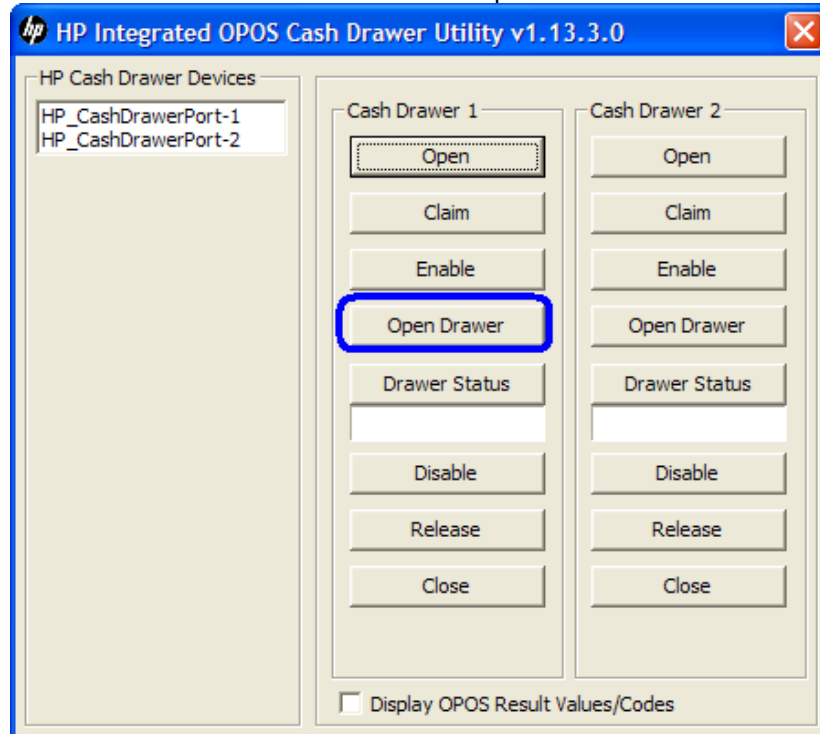 HP Integrated OPOS Cash Drawer Utility v1.13.3.0
HP Cash Drawer Devices
HP_CashDrawerPort-1
HP_CashDrawerPort-2
Cash Drawer 1
Open
Claim
Enable
Open Drawer
Drawer Status
Disable
Release
Close
Cash Drawer 2
Open
Claim
Enable
Open Drawer
Drawer Status
Disable
Release
Close
Display OPOS Result Values/Codes